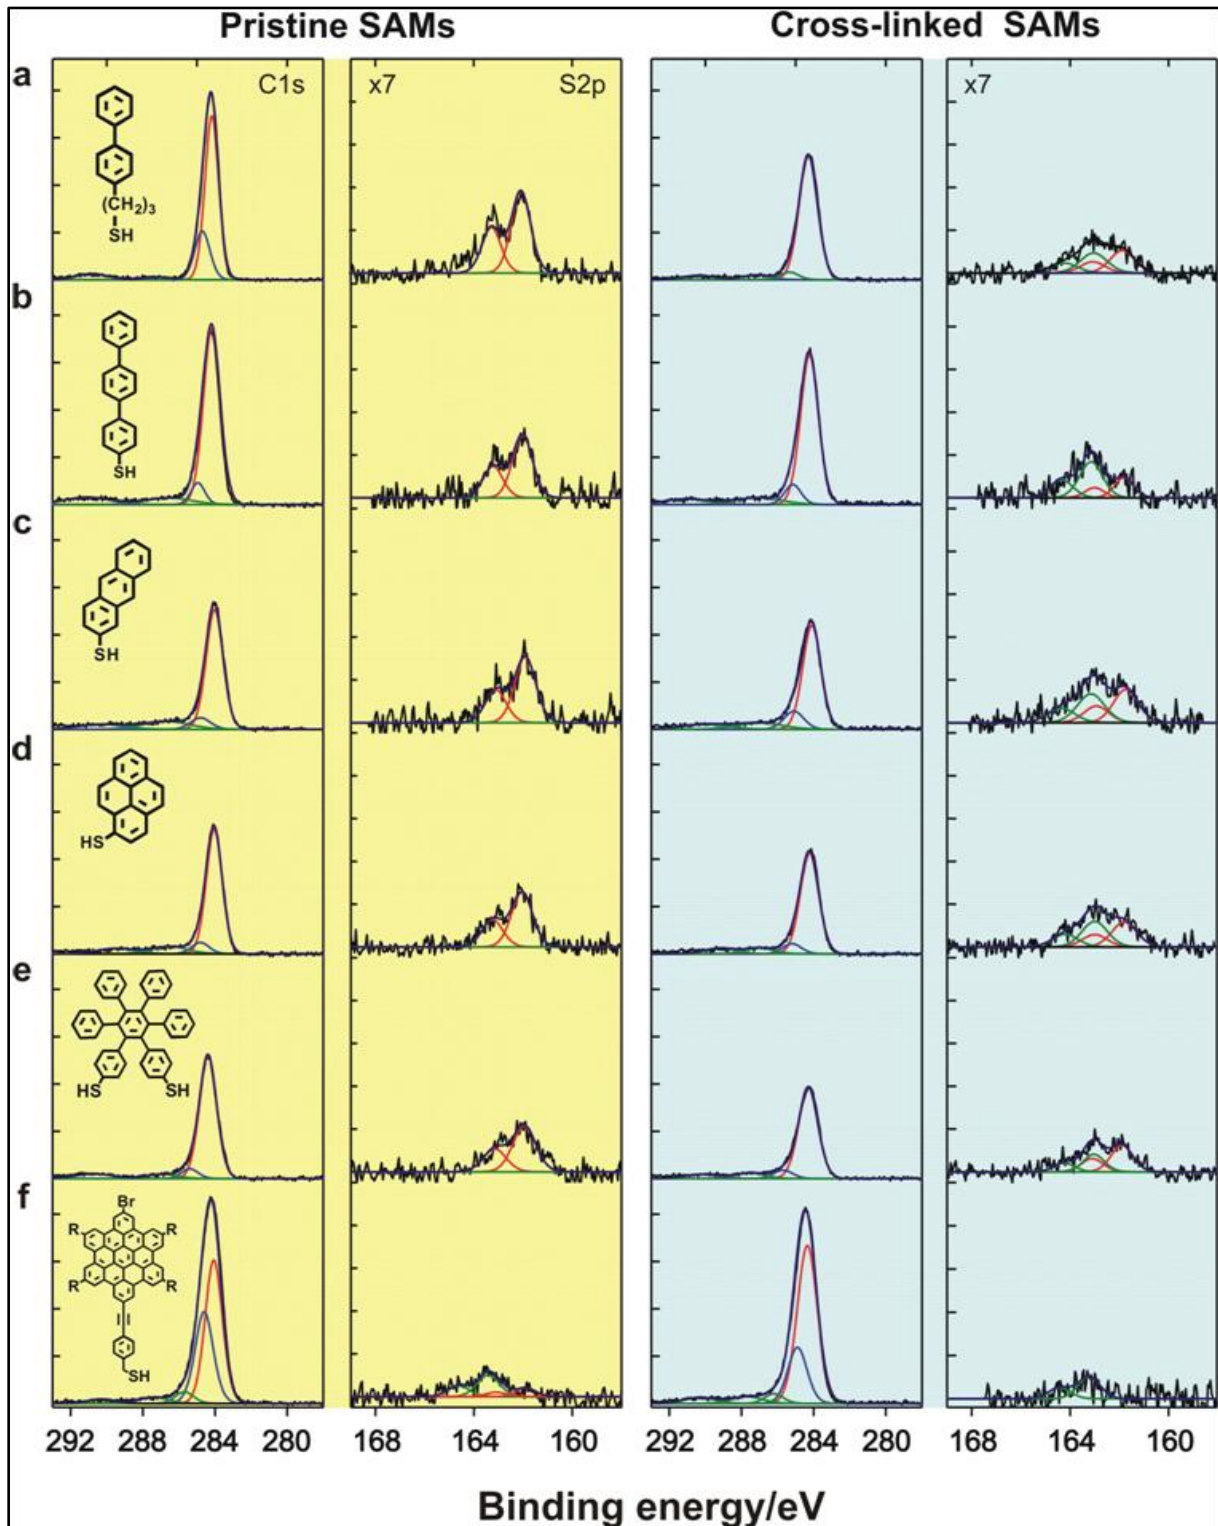 Pristine SAMs Cross-linked SAMs
a
C1s x7 S2p x7
(CH₂)₃
SH
b
SH
c
SH
d
HS
e
HS SH
f
Br
R R
R R
SH
292 288 284 280 168 164 160 292 288 284 280 168 164 160
Binding energy/eV